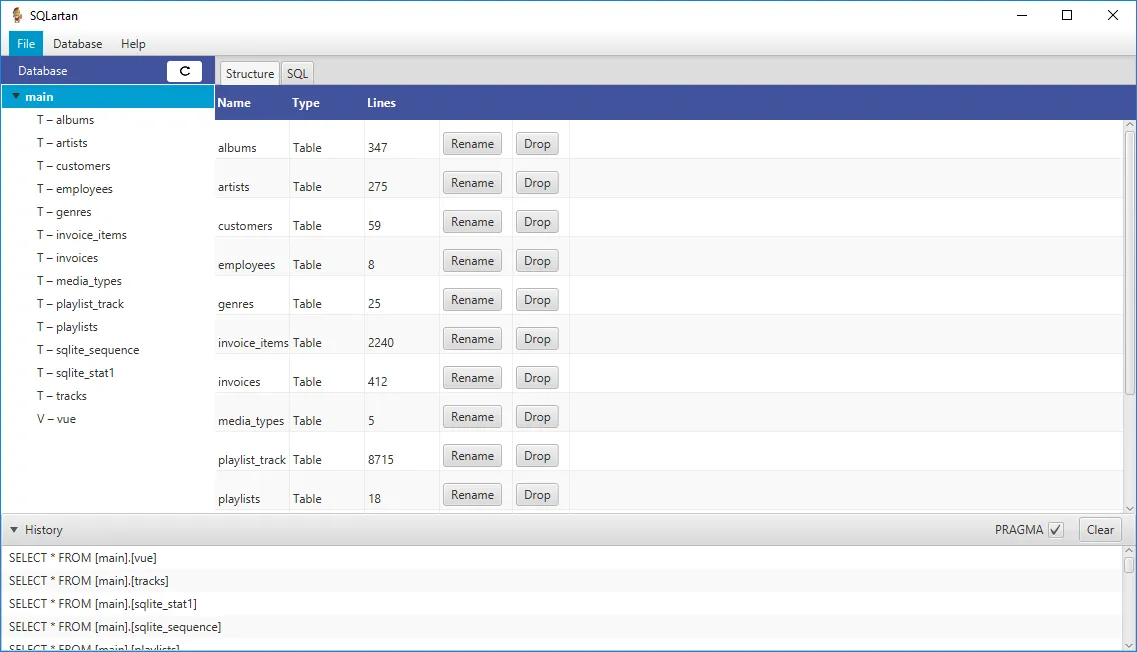 SQLartan
File Database Help
Database
Structure SQL
main
T – albums
T – artists
T – customers
T – employees
T – genres
T – invoice_items
T – invoices
T – media_types
T – playlist_track
T – playlists
T – sqlite_sequence
T – sqlite_stat1
T – tracks
V – vue
Name Type Lines
albums Table 347 Rename Drop
artists Table 275 Rename Drop
customers Table 59 Rename Drop
employees Table 8 Rename Drop
genres Table 25 Rename Drop
invoice_items Table 2240 Rename Drop
invoices Table 412 Rename Drop
media_types Table 5 Rename Drop
playlist_track Table 8715 Rename Drop
playlists Table 18 Rename Drop
History PRAGMA Clear
SELECT * FROM [main].[vue]
SELECT * FROM [main].[tracks]
SELECT * FROM [main].[sqlite_stat1]
SELECT * FROM [main].[sqlite_sequence]
SELECT * FROM [main].[playlists]